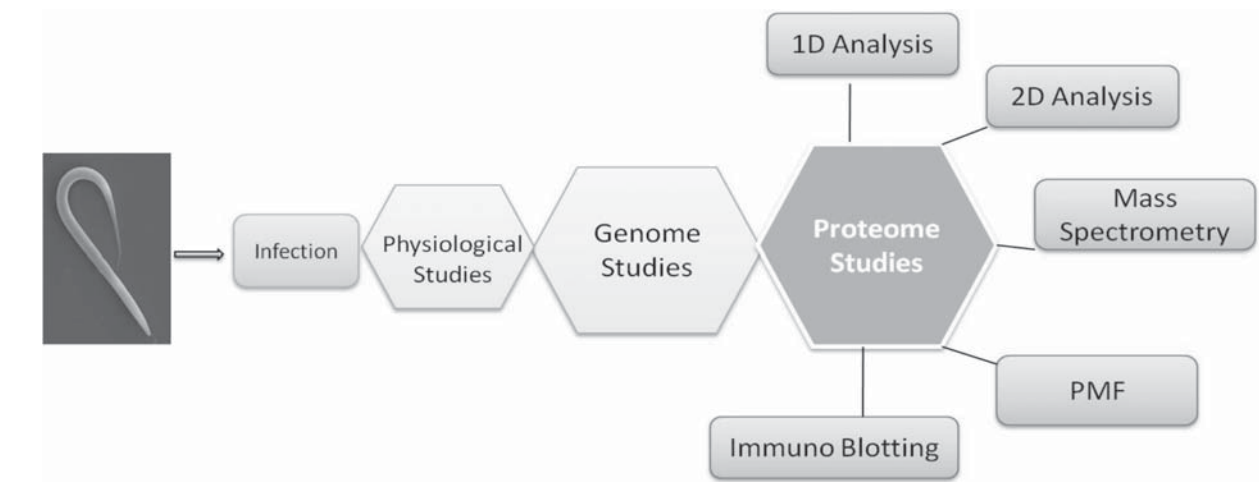 1D Analysis
2D Analysis
Mass
Spectrometry
Infection
Physiological
Studies
Genome
Studies
Proteome
Studies
PMF
Immuno Blotting